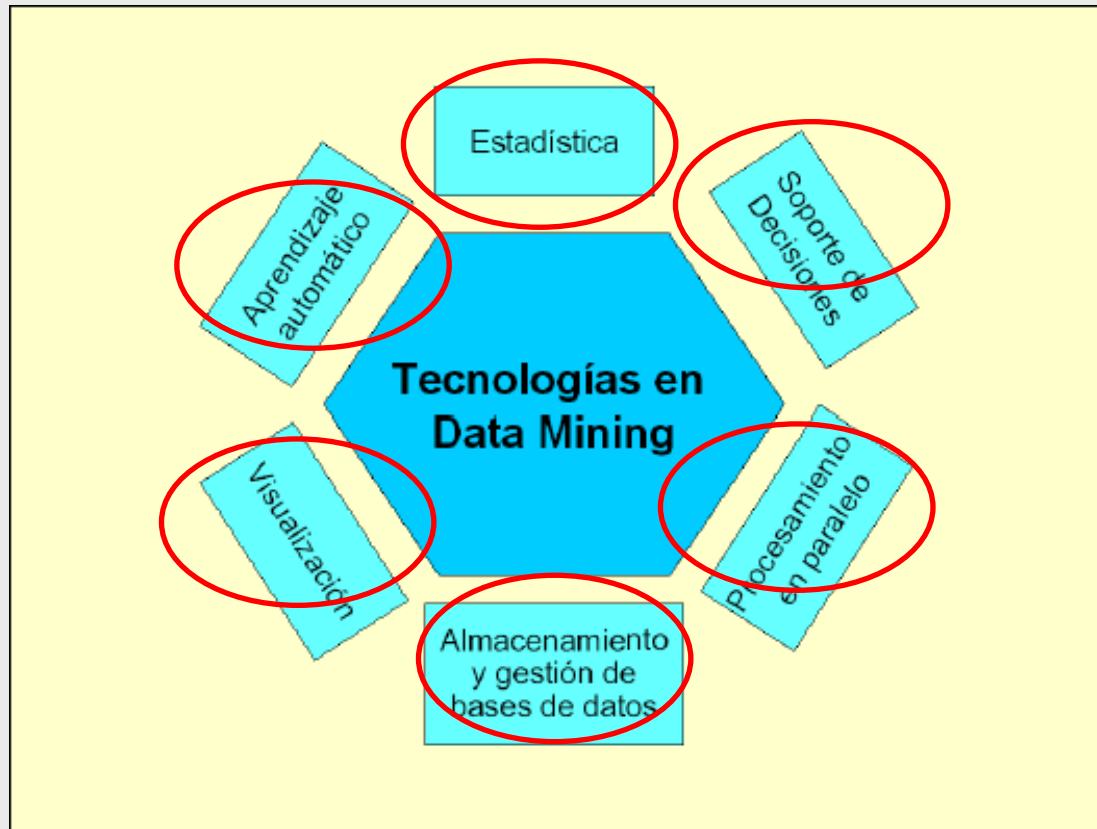 Estadística
Soporte de
Decisiones
Aprendizaje
automático
Tecnologías en
Data Mining
Visualización
Procesamiento
en paralelo
Almacenamiento
y gestión de
bases de datos